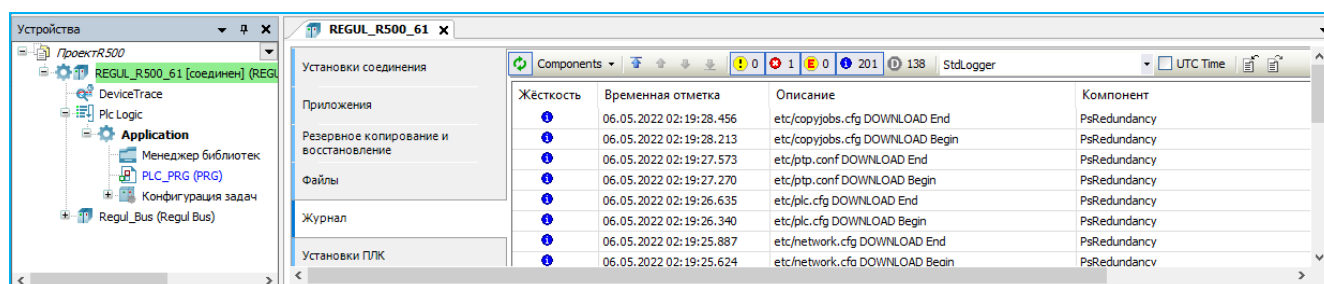 Устройства
ПроектR500
REGUL_R500_61 [соединен] (REGU
DeviceTrace
Plc Logic
Application
Менеджер библиотек
PLC_PRG (PRG)
Конфигурация задач
Regul_Bus (Regul Bus)
REGUL_R500_61
Установки соединения
Приложения
Резервное копирование и
восстановление
Файлы
Журнал
Установки ПЛК
Components 0 1 E 0 201 D 138 StdLogger UTC Time
Жёсткость Временная отметка Описание Компонент
06.05.2022 02:19:28.456 etc/copyjobs.cfg DOWNLOAD End PsRedundancy
06.05.2022 02:19:28.213 etc/copyjobs.cfg DOWNLOAD Begin PsRedundancy
06.05.2022 02:19:27.573 etc/ptp.conf DOWNLOAD End PsRedundancy
06.05.2022 02:19:27.270 etc/ptp.conf DOWNLOAD Begin PsRedundancy
06.05.2022 02:19:26.635 etc/plc.cfg DOWNLOAD End PsRedundancy
06.05.2022 02:19:26.340 etc/plc.cfg DOWNLOAD Begin PsRedundancy
06.05.2022 02:19:25.887 etc/network.cfg DOWNLOAD End PsRedundancy
06.05.2022 02:19:25.624 etc/network.cfg DOWNLOAD Begin PsRedundancy